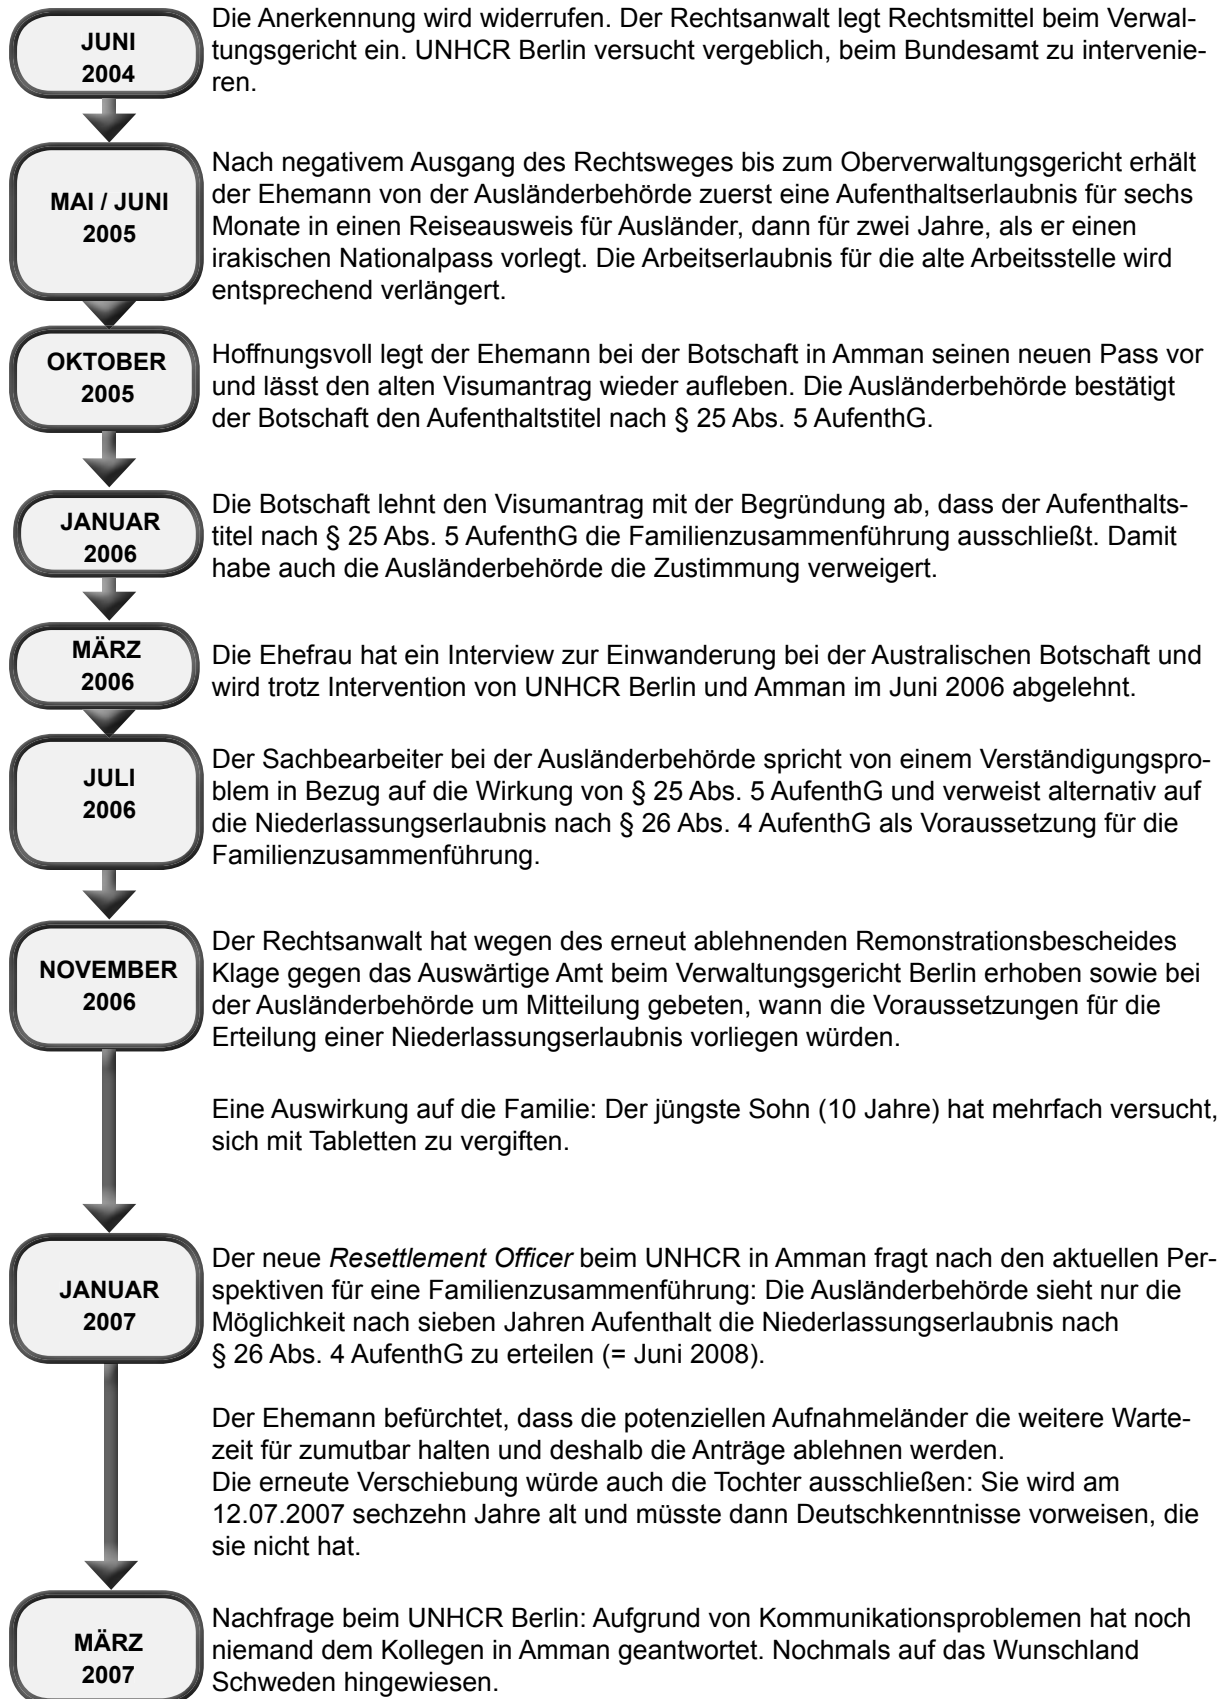 JUNI
2004
Die Anerkennung wird widerrufen. Der Rechtsanwalt legt Rechtsmittel beim Verwal-
tungsgericht ein. UNHCR Berlin versucht vergeblich, beim Bundesamt zu intervenie-
ren.
MAI / JUNI
2005
Nach negativem Ausgang des Rechtsweges bis zum Oberverwaltungsgericht erhält
der Ehemann von der Ausländerbehörde zuerst eine Aufenthaltserlaubnis für sechs
Monate in einen Reiseausweis für Ausländer, dann für zwei Jahre, als er einen
irakischen Nationalpass vorlegt. Die Arbeitserlaubnis für die alte Arbeitsstelle wird
entsprechend verlängert.
OKTOBER
2005
Hoffnungsvoll legt der Ehemann bei der Botschaft in Amman seinen neuen Pass vor
und lässt den alten Visumantrag wieder aufleben. Die Ausländerbehörde bestätigt
der Botschaft den Aufenthaltstitel nach § 25 Abs. 5 AufenthG.
JANUAR
2006
Die Botschaft lehnt den Visumantrag mit der Begründung ab, dass der Aufenthalts-
titel nach § 25 Abs. 5 AufenthG die Familienzusammenführung ausschließt. Damit
habe auch die Ausländerbehörde die Zustimmung verweigert.
MÄRZ
2006
Die Ehefrau hat ein Interview zur Einwanderung bei der Australischen Botschaft und
wird trotz Intervention von UNHCR Berlin und Amman im Juni 2006 abgelehnt.
JULI
2006
Der Sachbearbeiter bei der Ausländerbehörde spricht von einem Verständigungspro-
blem in Bezug auf die Wirkung von § 25 Abs. 5 AufenthG und verweist alternativ auf
die Niederlassungserlaubnis nach § 26 Abs. 4 AufenthG als Voraussetzung für die
Familienzusammenführung.
NOVEMBER
2006
Der Rechtsanwalt hat wegen des erneut ablehnenden Remonstrationsbescheides
Klage gegen das Auswärtige Amt beim Verwaltungsgericht Berlin erhoben sowie bei
der Ausländerbehörde um Mitteilung gebeten, wann die Voraussetzungen für die
Erteilung einer Niederlassungserlaubnis vorliegen würden.
Eine Auswirkung auf die Familie: Der jüngste Sohn (10 Jahre) hat mehrfach versucht,
sich mit Tabletten zu vergiften.
JANUAR
2007
Der neue Resettlement Officer beim UNHCR in Amman fragt nach den aktuellen Per-
spektiven für eine Familienzusammenführung: Die Ausländerbehörde sieht nur die
Möglichkeit nach sieben Jahren Aufenthalt die Niederlassungserlaubnis nach
§ 26 Abs. 4 AufenthG zu erteilen (= Juni 2008).
Der Ehemann befürchtet, dass die potenziellen Aufnahmeländer die weitere Warte-
zeit für zumutbar halten und deshalb die Anträge ablehnen werden.
Die erneute Verschiebung würde auch die Tochter ausschließen: Sie wird am
12.07.2007 sechzehn Jahre alt und müsste dann Deutschkenntnisse vorweisen, die
sie nicht hat.
MÄRZ
2007
Nachfrage beim UNHCR Berlin: Aufgrund von Kommunikationsproblemen hat noch
niemand dem Kollegen in Amman geantwortet. Nochmals auf das Wunschland
Schweden hingewiesen.